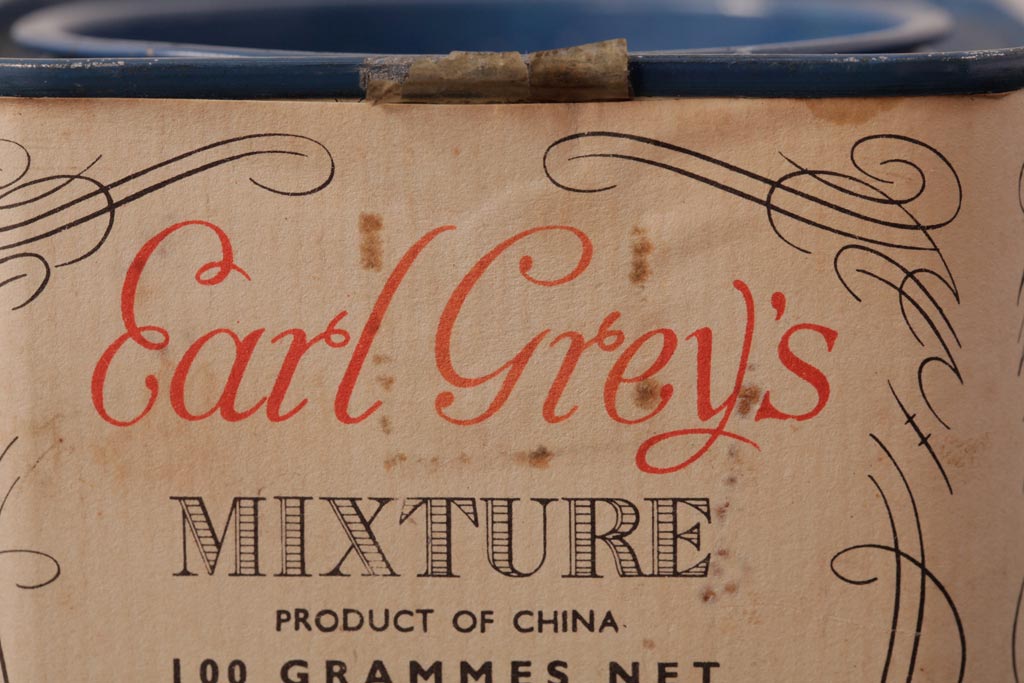 Earl Grey's
MIXTURE
PRODUCT OF CHINA.
100 GRAMMES NET